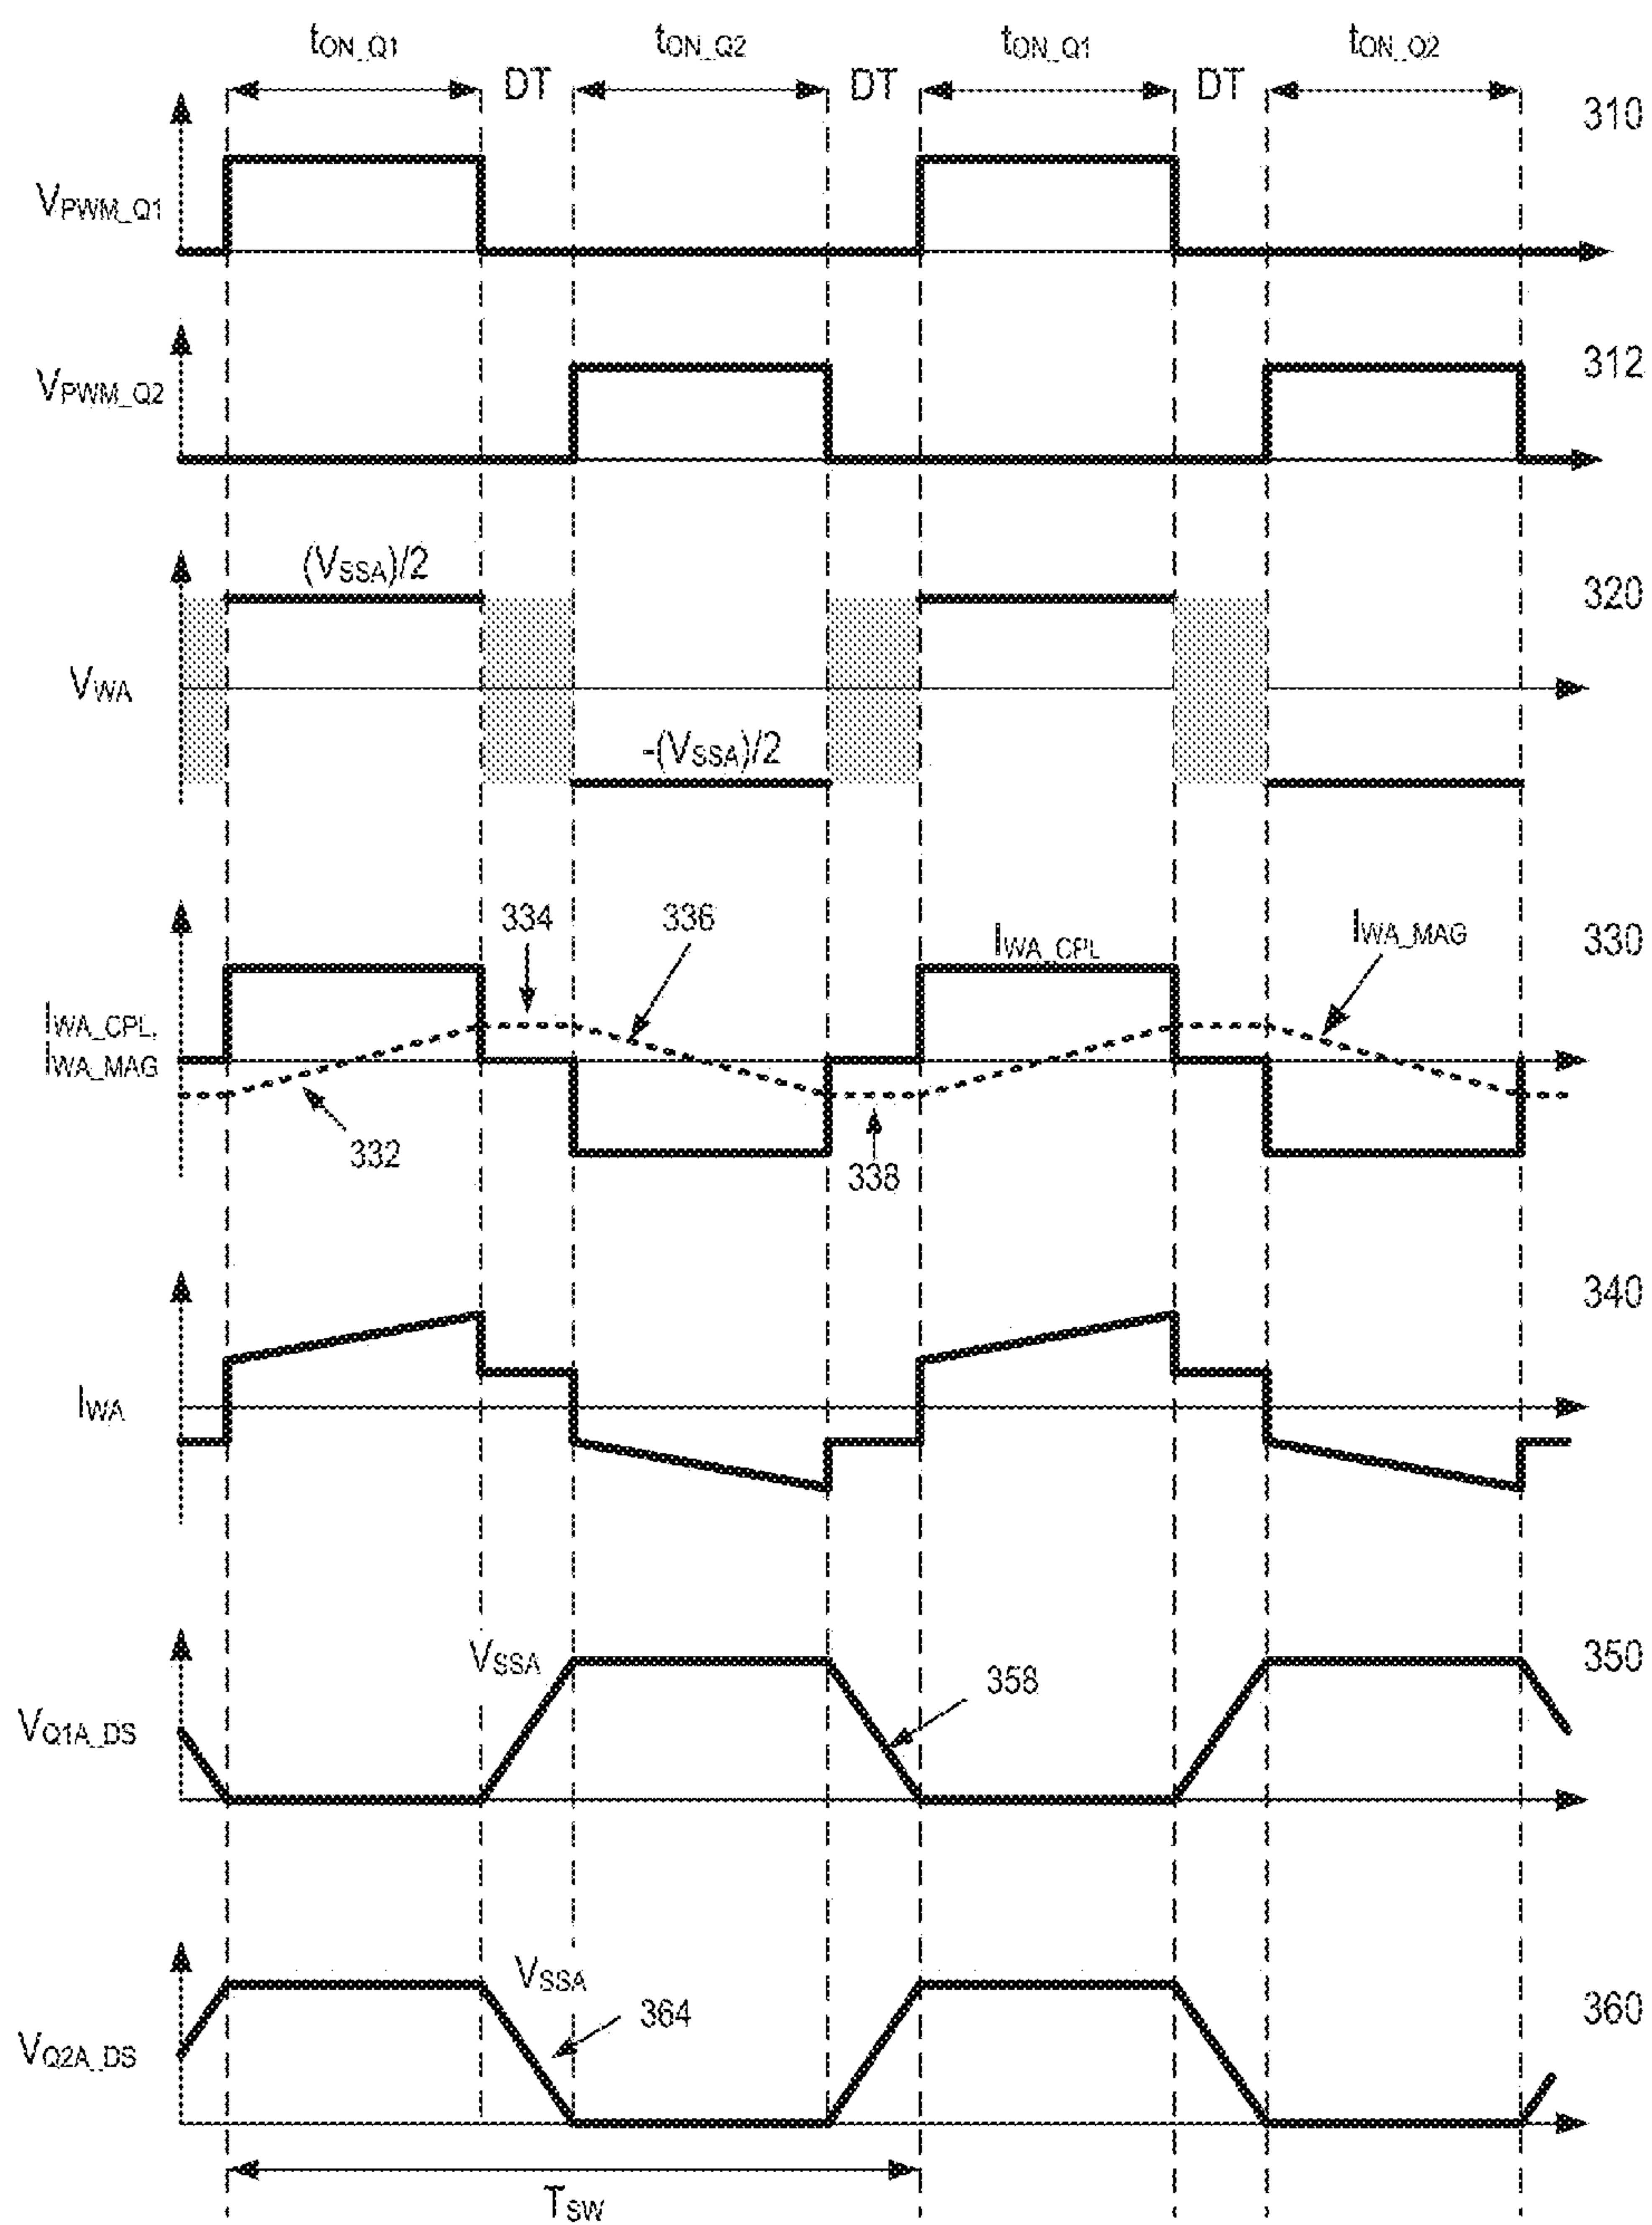 tON_Q1 DT tON_Q2 DT tON_Q1 DT tON_Q2
310
VPWM_Q1
312
VPWM_Q2
320
(VSSA)/2
VWA
-(VSSA)/2
330
334 336 IWA_CPL IWA_MAG
IWA_CPL,
IWA_MAG
332 338
340
IWA
350
VSSA 358
VQ1A_DS
360
VSSA
364
VQ2A_DS
TSW